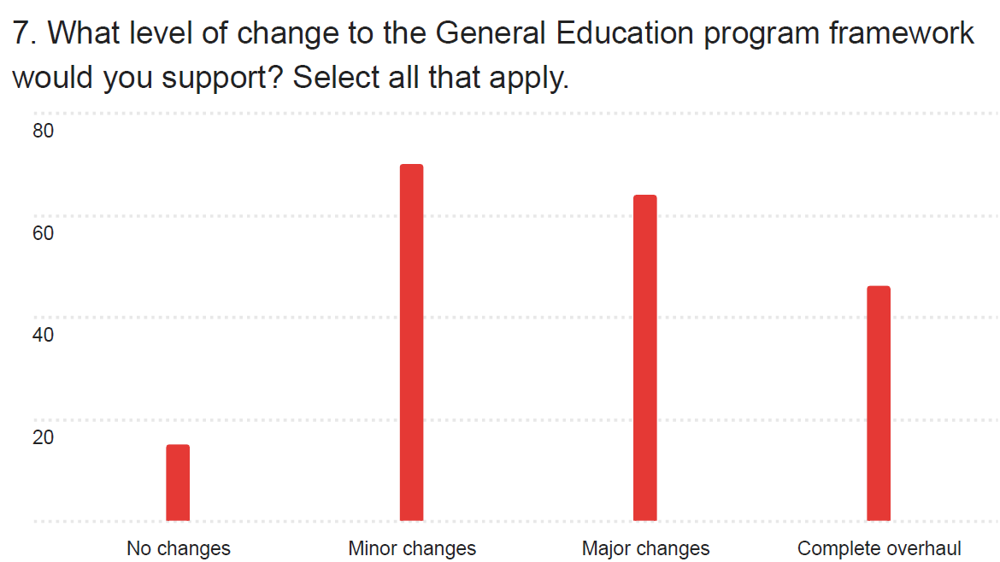 7. What level of change to the General Education program framework
would you support? Select all that apply.
80
60
40
20
No changes
Minor changes
Major changes
Complete overhaul